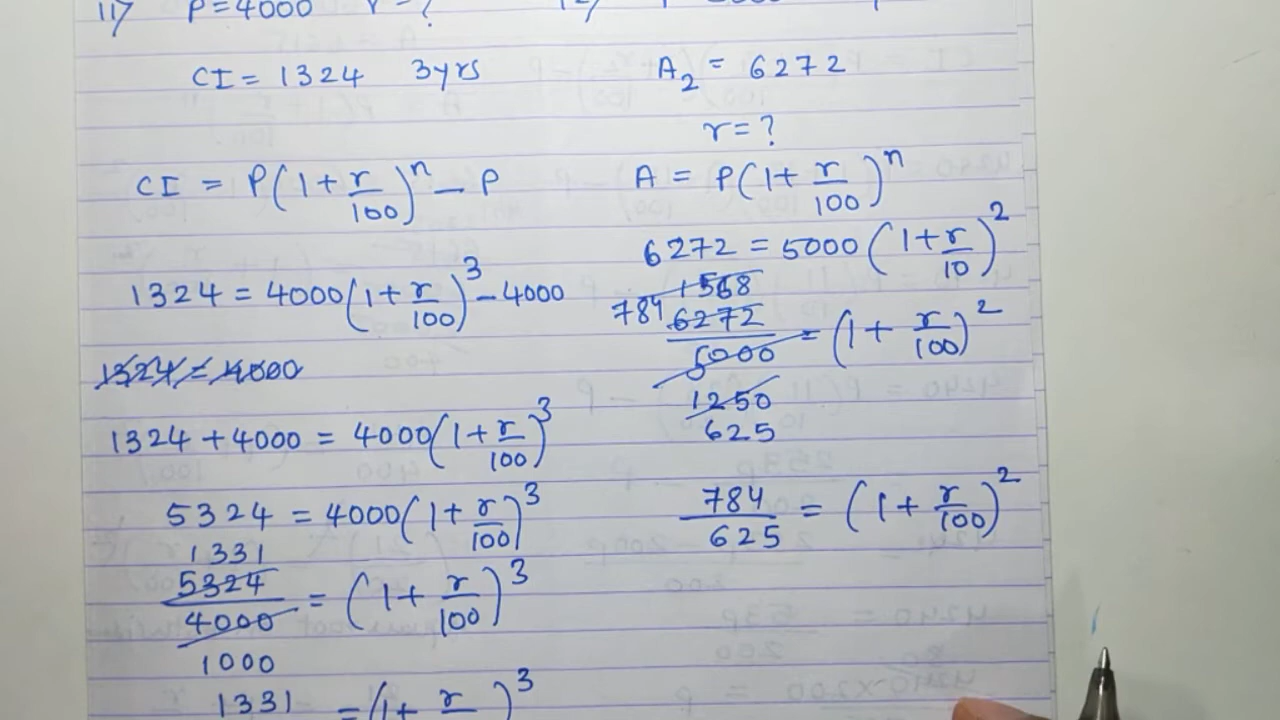 11) P=4000 r=?
CI = 1324 3yrs
CI = P(1+r/100)^n - P
1324 = 4000(1+r/100)^3 - 4000
1324 = 4000
1324 + 4000 = 4000(1+r/100)^3
5324 = 4000(1+r/100)^3
1331
5324/4000 = (1+r/100)^3
1000
1331 = (1+r)^3
A2 = 6272
r = ?
A = P(1+r/100)^n
6272 = 5000(1+r/10)^2
1568
784 6272/5000 = (1+r/100)^2
1250
625
784/625 = (1+r/100)^2